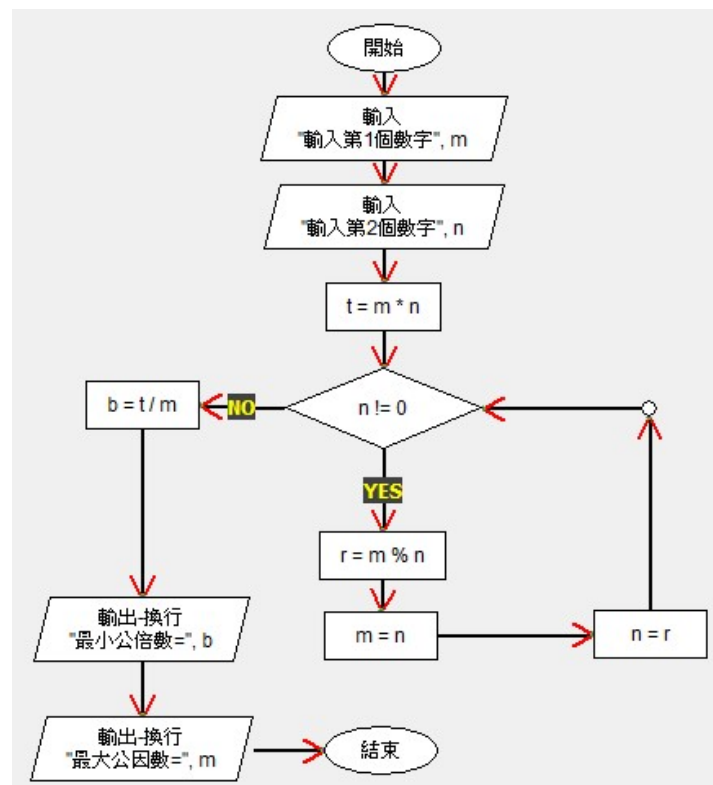 開始
輸入
"輸入第1個數字", m
輸入
"輸入第2個數字", n
t = m * n
n != 0
NO
b = t / m
YES
r = m % n
m = n
n = r
輸出-換行
"最小公倍數=", b
輸出-換行
"最大公因數=", m
結束